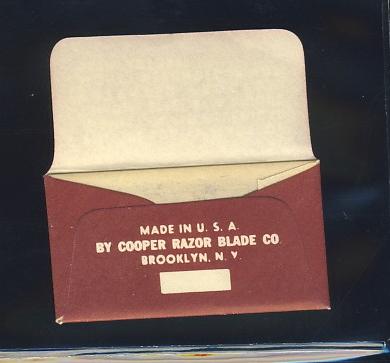 MADE IN U. S. A.
BY COOPER RAZOR BLADE CO.
BROOKLYN, N. Y.